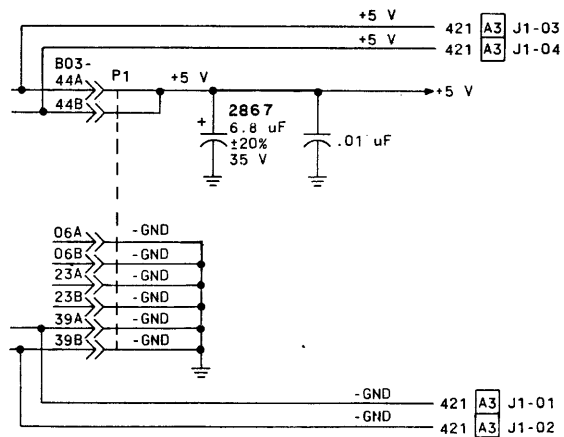 +5 V
421 A3 J1-03
+5 V
421 A3 J1-04
B03-
P1
44A
+5 V
+5 V
44B
2867
+
6.8 uF
±20%
35 V
.01 uF
06A -GND
06B -GND
23A -GND
23B -GND
39A -GND
39B -GND
-GND
421 A3 J1-01
-GND
421 A3 J1-02